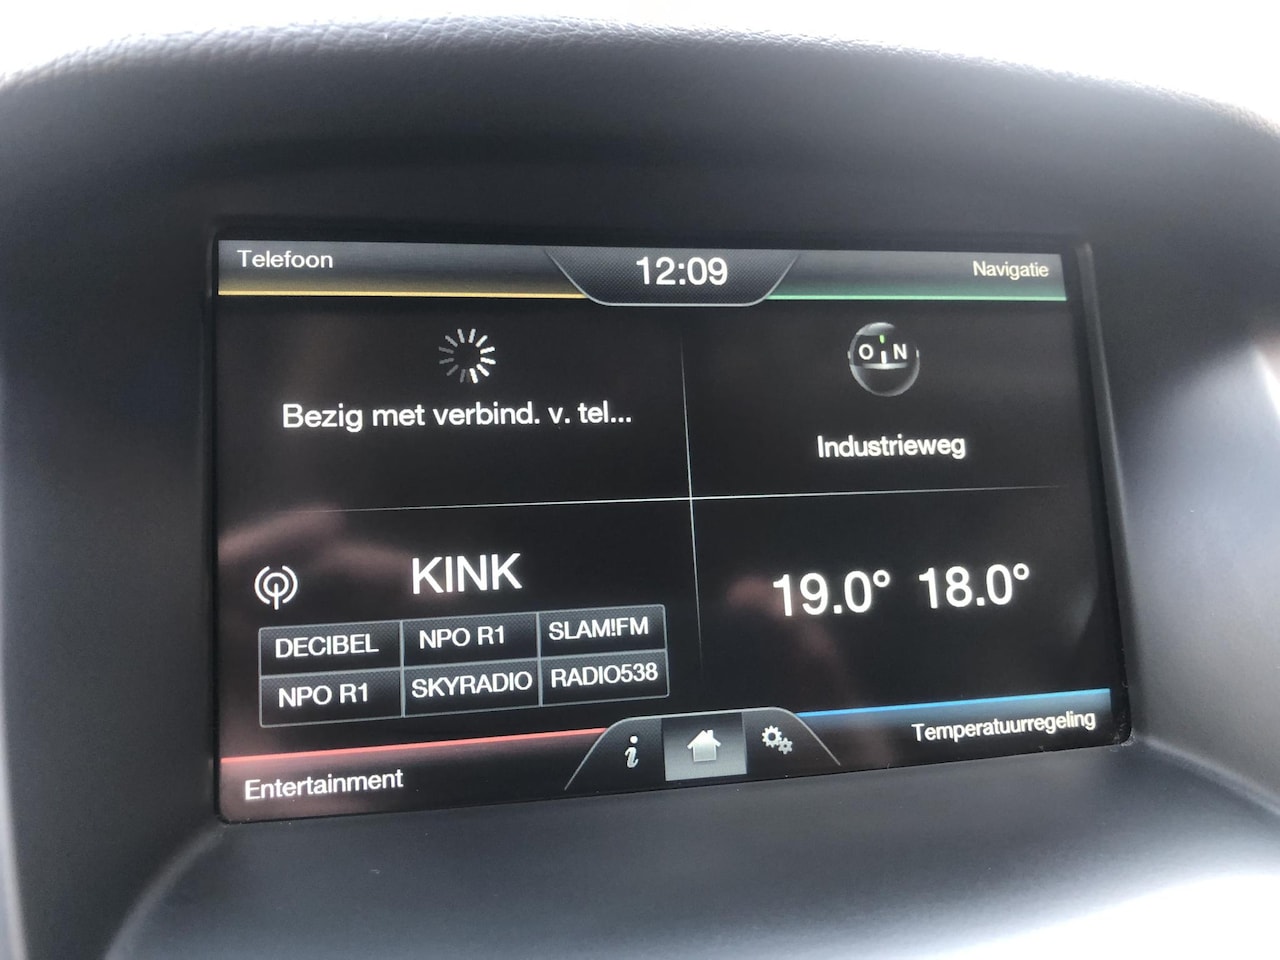 Telefoon
12:09
Navigatie
Bezig met verbind. v. tel...
O N
Industrieweg
KINK
DECIBEL NPO R1 SLAM!FM
NPO R1 SKYRADIO RADIO538
19.0° 18.0°
Entertainment
i
Temperatuurregeling